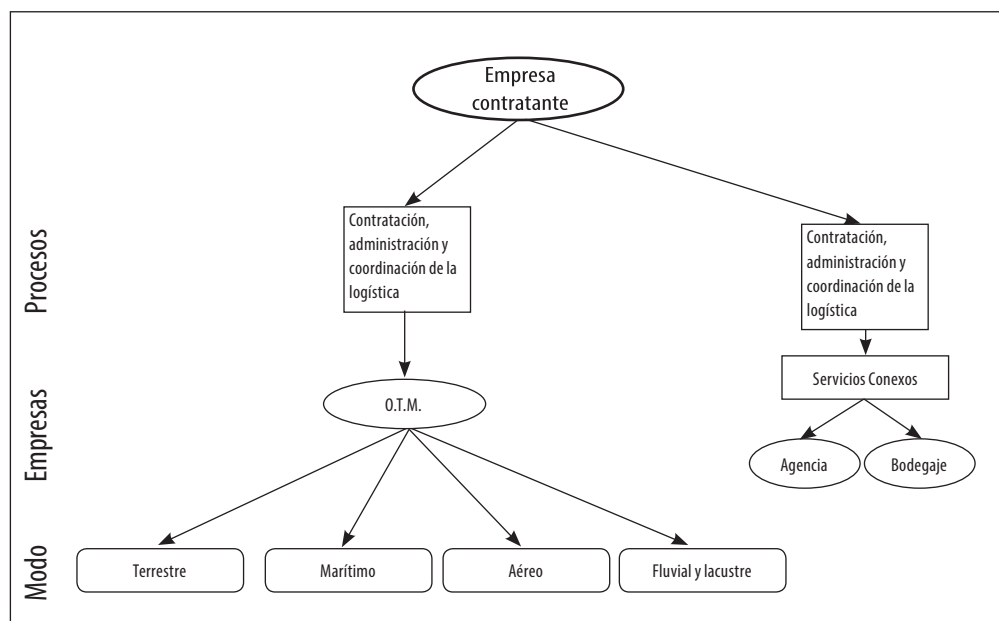 Empresa
contratante
Procesos
Contratación,
administración y
coordinación de la
logística
Contratación,
administración y
coordinación de la
logística
Empresas
O.T.M.
Servicios Conexos
Agencia
Bodegaje
Modo
Terrestre
Marítimo
Aéreo
Fluvial y lacustre